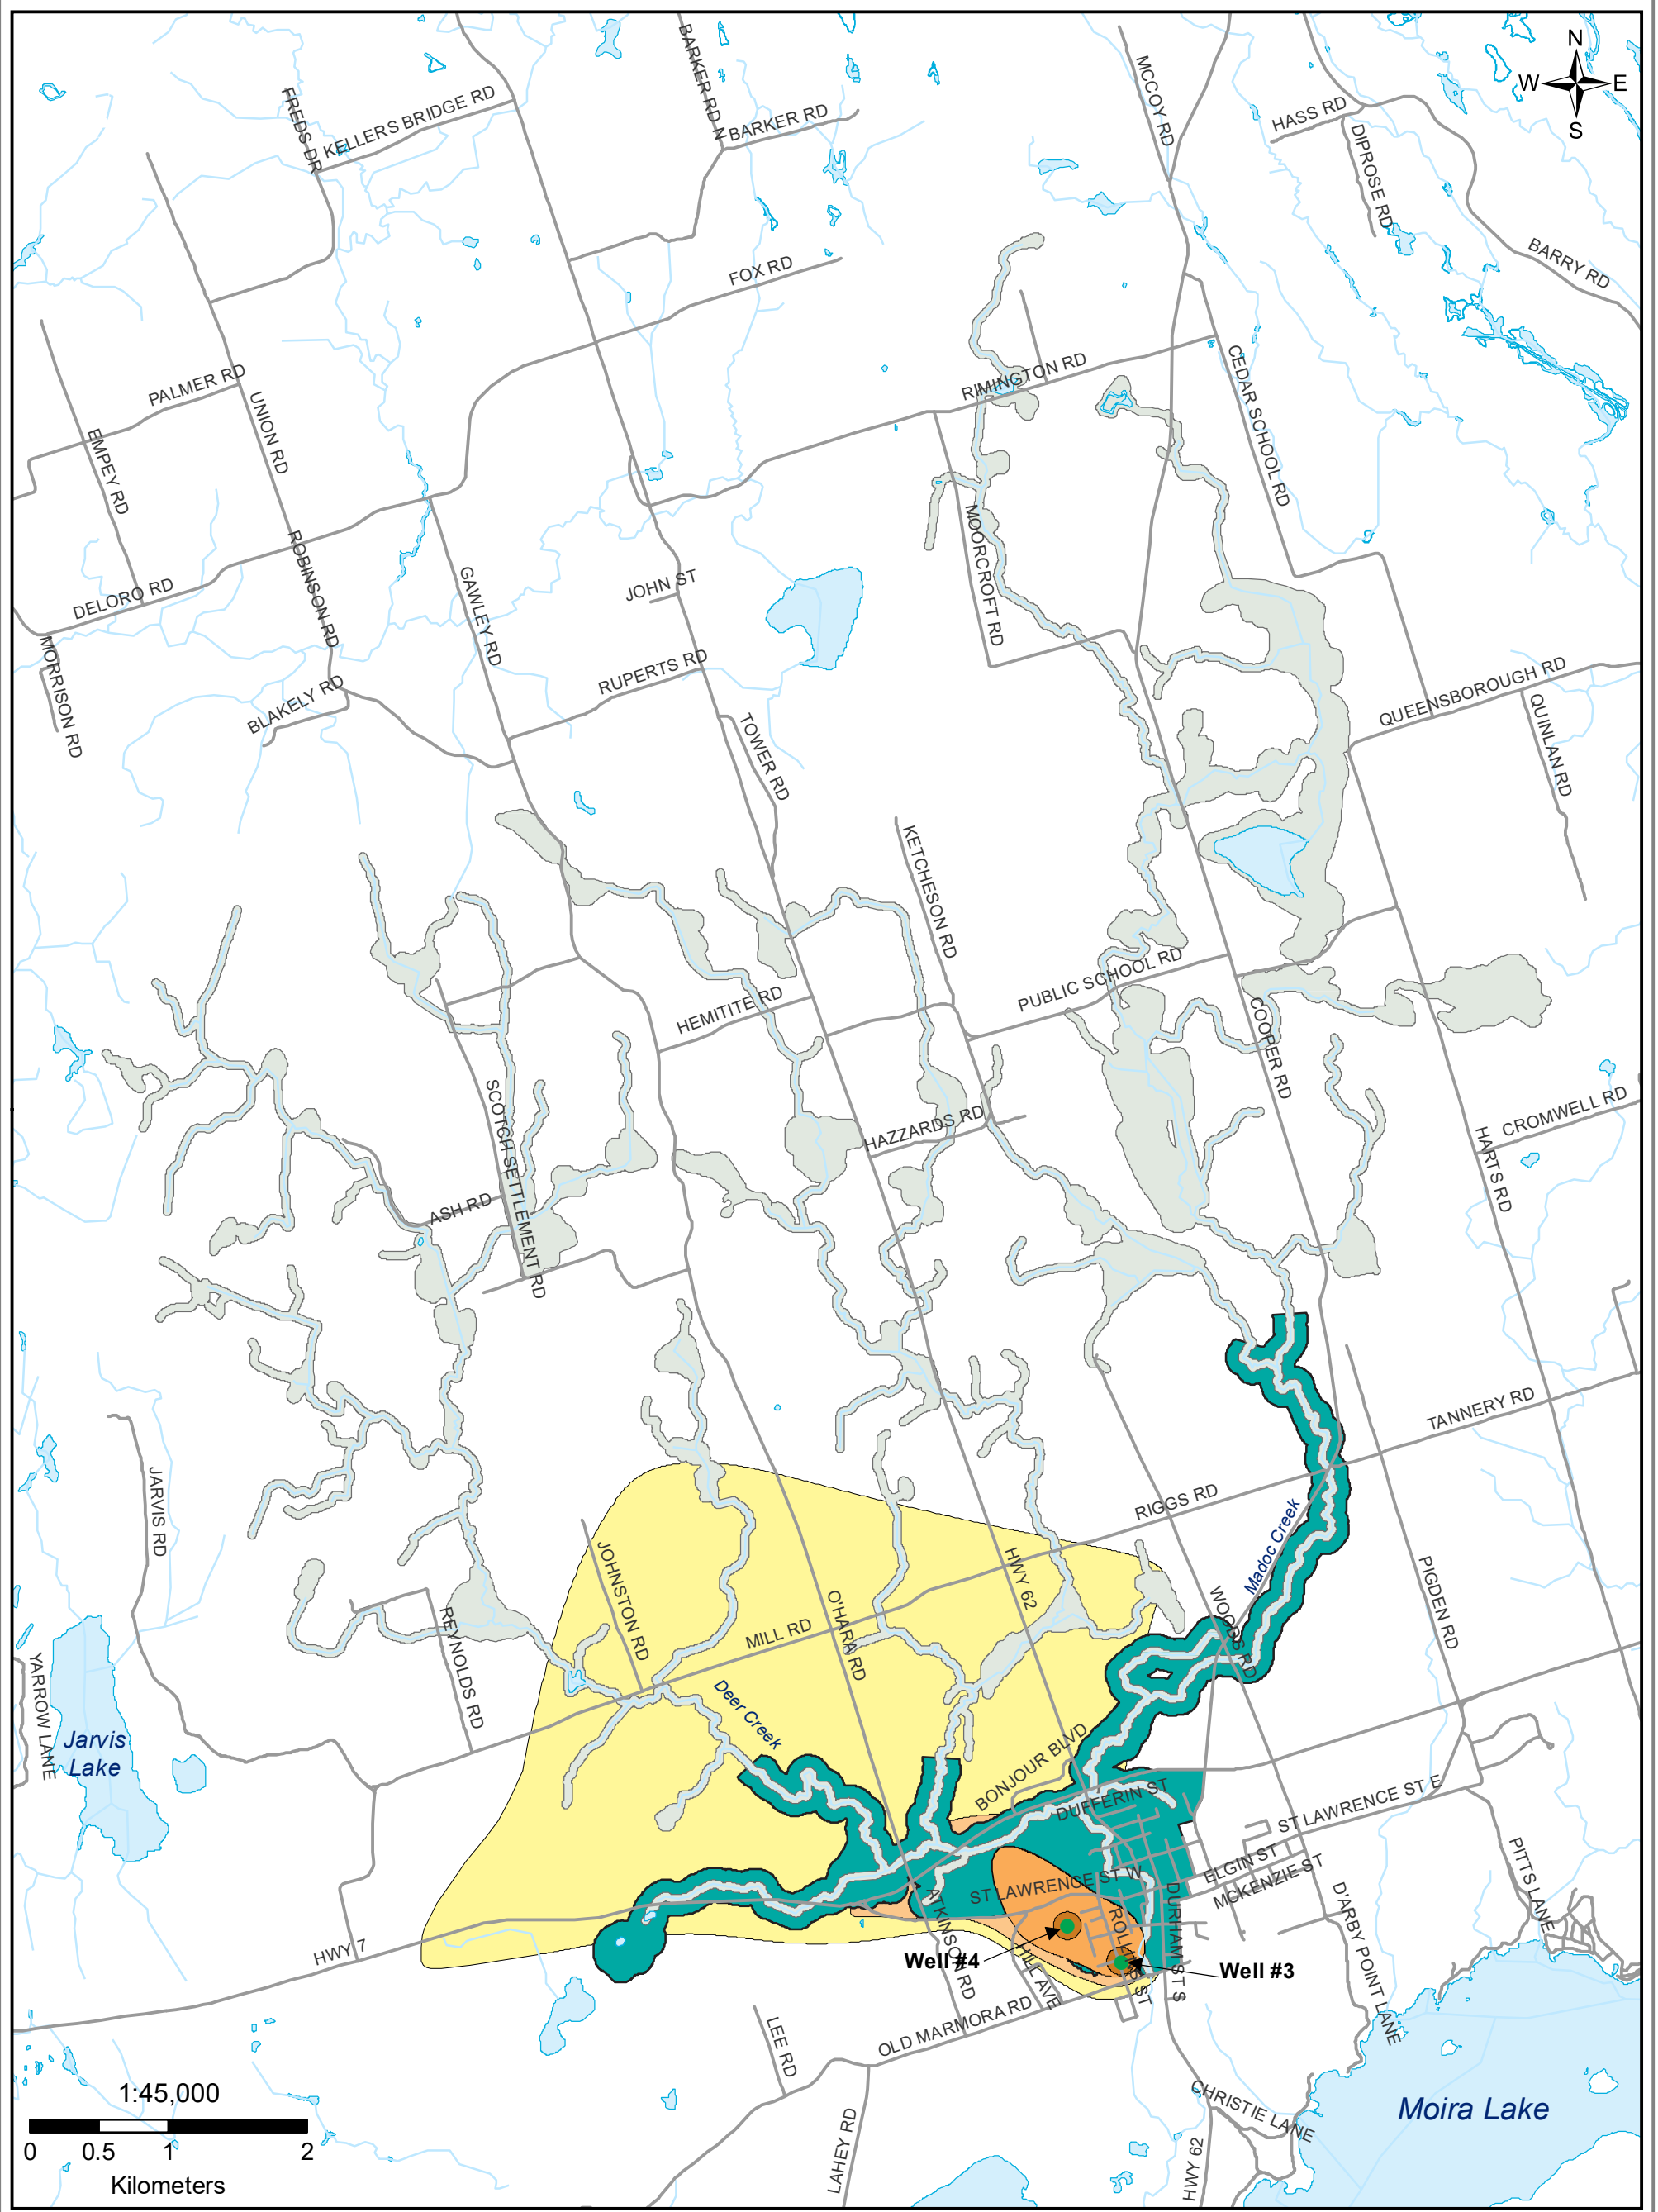 N
W
E
S
BARKER RD N
MCCOY RD
FREDS DR
KELLERS BRIDGE RD
BARKER RD
HASS RD
DIPROSE RD
BARRY RD
FOX RD
PALMER RD
UNION RD
EMPEY RD
RIMINGTON RD
CEDAR SCHOOL RD
MOORCROFT RD
ROBINSON RD
GAWLEY RD
JOHN ST
DELORO RD
MORRISON RD
BLAKELY RD
RUPERTS RD
TOWER RD
QUEENSBOROUGH RD
QUINLAN RD
KETCHESON RD
PUBLIC SCHOOL RD
HEMITITE RD
COOPER RD
SCOTCH SETTLEMENT RD
HAZZARDS RD
CROMWELL RD
HARTS RD
ASH RD
TANNERY RD
JARVIS RD
RIGGS RD
Madoc Creek
JOHNSTON RD
HWY 62
PIGDEN RD
WOODS RD
O'HARA RD
MILL RD
REYNOLDS RD
YARROW LANE
Deer Creek
Jarvis
Lake
BONJOUR BLVD
DUFFERIN ST
ST LAWRENCE ST E
ELGIN ST
MCKENZIE ST
PITTS LANE
ST LAWRENCE ST W
ATKINSON RD
ROLLINS ST
DURHAM ST S
D'ARBY POINT LANE
HWY 7
Well #4
HILL AVE
Well #3
OLD MARMORA RD
LEE RD
CHRISTIE LANE
Moira Lake
LAHEY RD
HWY 62
1:45,000
0 0.5 1 2
Kilometers